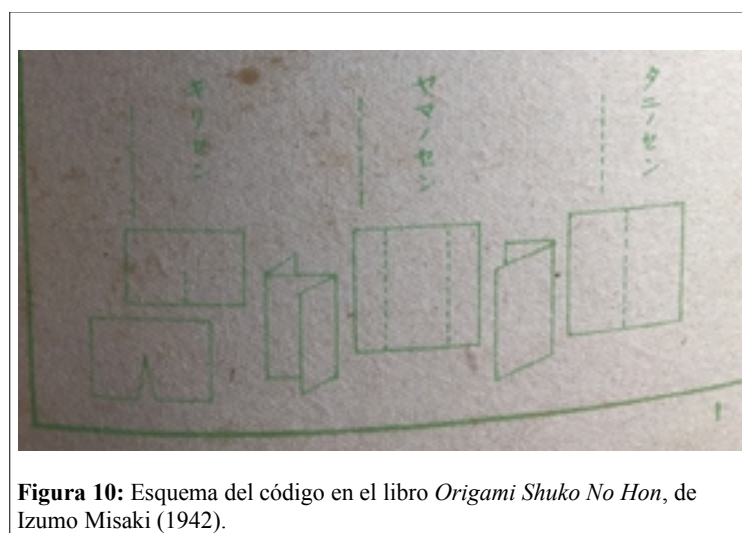 タニノセン
ヤマノセン
キリセン
Figura 10: Esquema del código en el libro Origami Shuko No Hon, de
Izumo Misaki (1942).